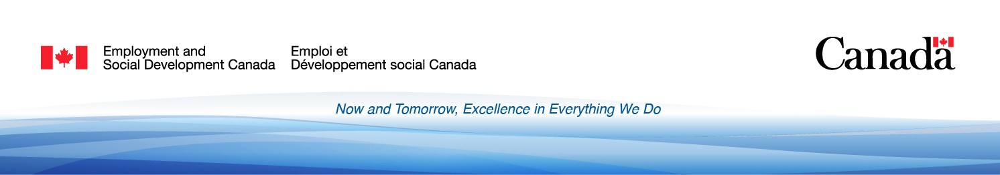 Employment and
Social Development Canada
Emploi et
Développement social Canada
Canada
Now and Tomorrow, Excellence in Everything We Do